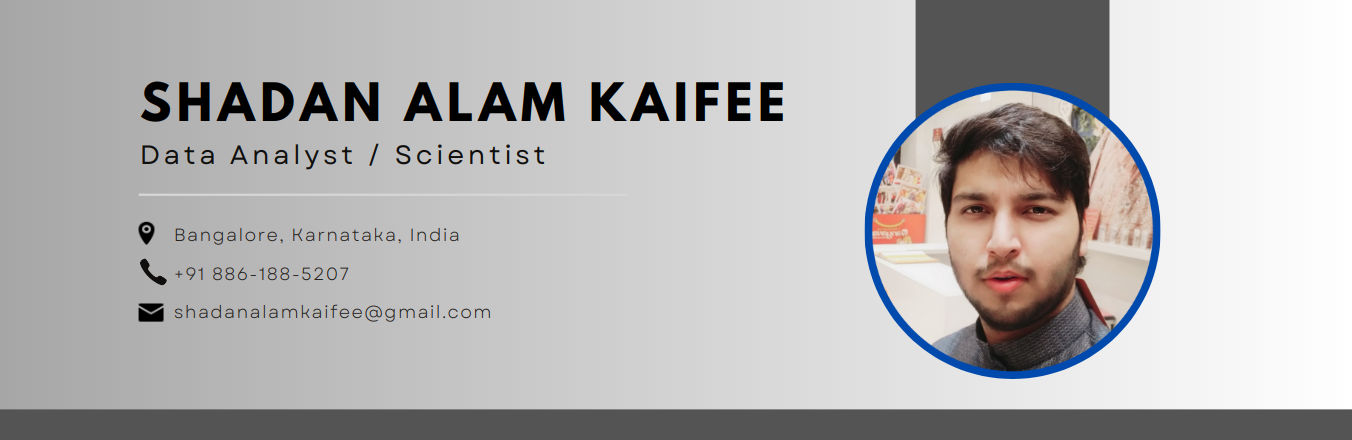 SHADAN ALAM KAIFEE
Data Analyst / Scientist
Bangalore, Karnataka, India
+91 886-188-5207
shadanalamkaifee@gmail.com